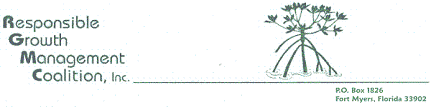 Responsible
Growth
Management
Coalition, Inc.
P.O. Box 1826
Fort Myers, Florida 33902